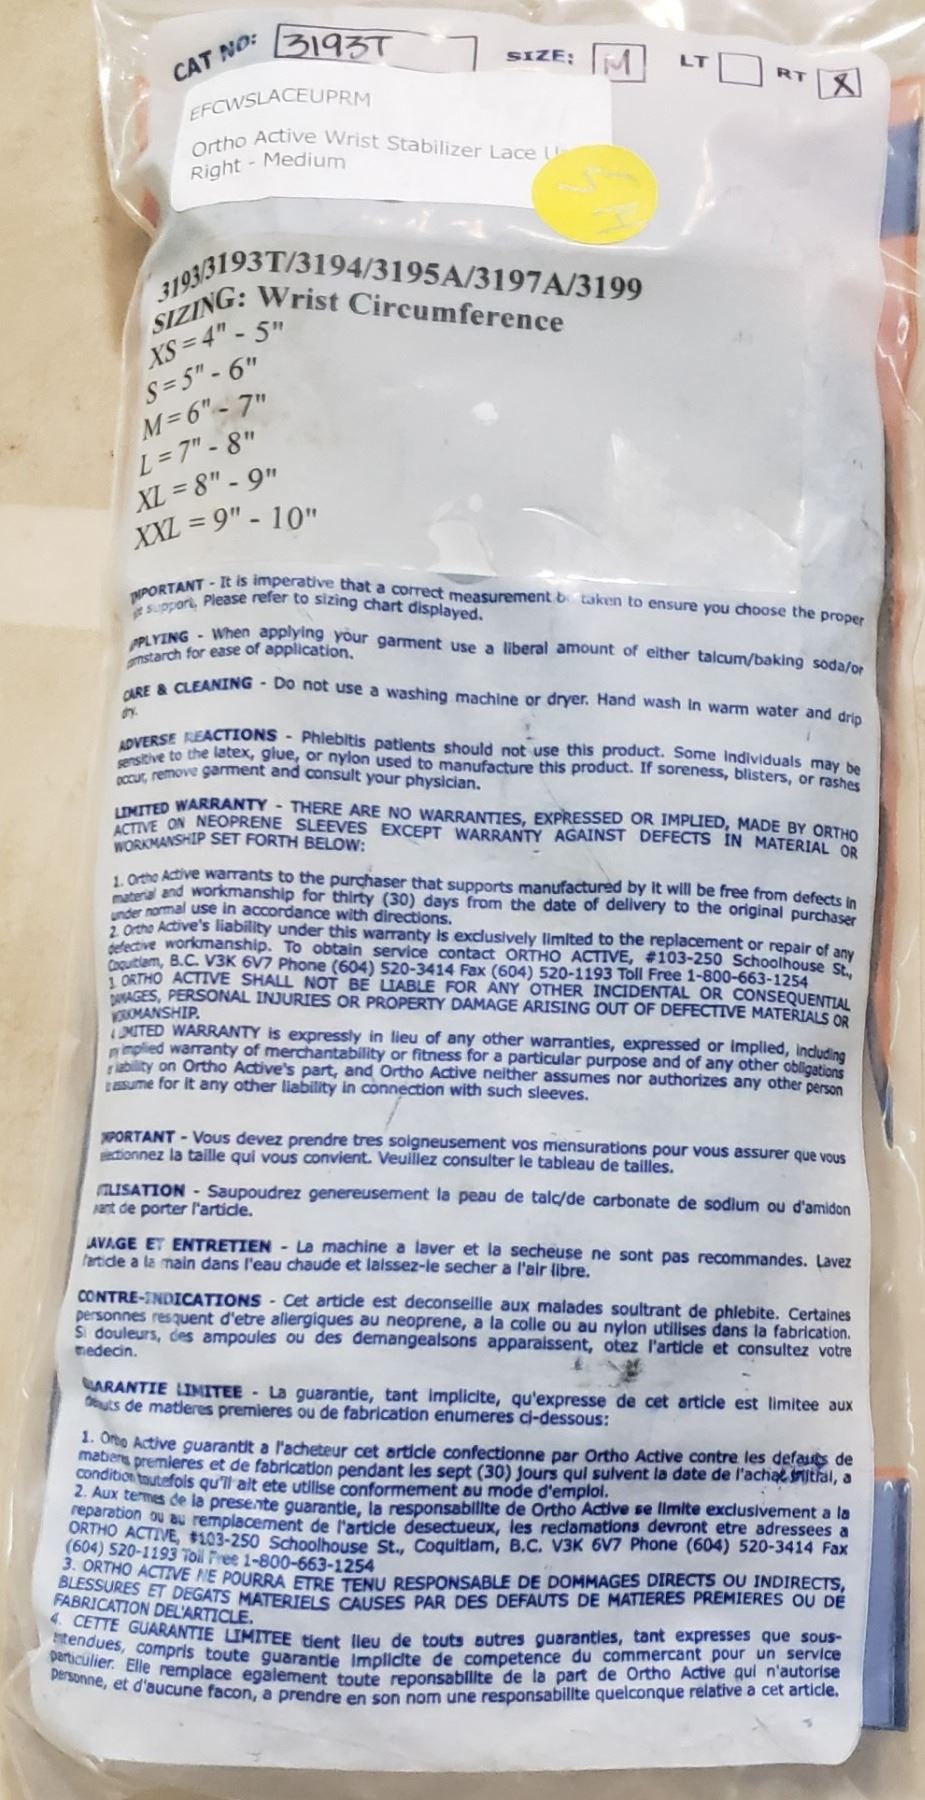 CAT NO: 3193T SIZE: M LT RT X
EFCWSLACEUPRM
Ortho Active Wrist Stabilizer Lace
Right - Medium
3193/3193T/3194/3195A/3197A/3199
SIZING: Wrist Circumference
XS = 4" - 5"
S = 5" - 6"
M = 6" - 7"
L = 7" - 8"
XL = 8" - 9"
XXL = 9" - 10"
IMPORTANT - It is imperative that a correct measurement be taken to ensure you choose the proper
support. Please refer to sizing chart displayed.
APPLYING - When applying your garment use a liberal amount of either talcum/baking soda/or
cornstarch for ease of application.
CARE & CLEANING - Do not use a washing machine or dryer. Hand wash in warm water and drip
dry.
ADVERSE REACTIONS - Phlebitis patients should not use this product. Some individuals may be
sensitive to the latex, glue, or nylon used to manufacture this product. If soreness, blisters, or rashes
occur, remove garment and consult your physician.
LIMITED WARRANTY - THERE ARE NO WARRANTIES, EXPRESSED OR IMPLIED, MADE BY ORTHO
ACTIVE ON NEOPRENE SLEEVES EXCEPT WARRANTY AGAINST DEFECTS IN MATERIAL OR
WORKMANSHIP SET FORTH BELOW:
1. Ortho Active warrants to the purchaser that supports manufactured by it will be free from defects in
material and workmanship for thirty (30) days from the date of delivery to the original purchaser
under normal use in accordance with directions.
2. Ortho Active's liability under this warranty is exclusively limited to the replacement or repair of any
defective workmanship. To obtain service contact ORTHO ACTIVE, #103-250 Schoolhouse St.,
Coquitlam, B.C. V3K 6V7 Phone (604) 520-3414 Fax (604) 520-1193 Toll Free 1-800-663-1254
3. ORTHO ACTIVE SHALL NOT BE LIABLE FOR ANY OTHER INCIDENTAL OR CONSEQUENTIAL
DAMAGES, PERSONAL INJURIES OR PROPERTY DAMAGE ARISING OUT OF DEFECTIVE MATERIALS OR
WORKMANSHIP.
4. LIMITED WARRANTY is expressly in lieu of any other warranties, expressed or implied, including
any implied warranty of merchantability or fitness for a particular purpose and of any other obligations
or liability on Ortho Active's part, and Ortho Active neither assumes nor authorizes any other person
to assume for it any other liability in connection with such sleeves.
IMPORTANT - Vous devez prendre tres soigneusement vos mensurations pour vous assurer que vous
selectionnez la taille qui vous convient. Veuillez consulter le tableau de tailles.
UTILISATION - Saupoudrez genereusement la peau de talc/de carbonate de sodium ou d'amidon
avant de porter l'article.
LAVAGE ET ENTRETIEN - La machine a laver et la secheuse ne sont pas recommandes. Lavez
l'article a la main dans l'eau chaude et laissez-le secher a l'air libre.
CONTRE-INDICATIONS - Cet article est deconseille aux malades soultrant de phlebite. Certaines
personnes resquent d'etre allergiques au neoprene, a la colle ou au nylon utilises dans la fabrication.
Si douleurs, des ampoules ou des demangealsons apparaissent, otez l'article et consultez votre
medecin.
GUARANTIE LIMITEE - La guarantie, tant implicite, qu'expresse de cet article est limitee aux
defauts de matieres premieres ou de fabrication enumeres ci-dessous:
1. Ortho Active guarantit a l'acheteur cet article confectionne par Ortho Active contre les defauts de
matieres premieres et de fabrication pendant les sept (30) jours qui suivent la date de l'achat initial, a
condition toutefois qu'il ait ete utilise conformement au mode d'emploi.
2. Aux termes de la presente guarantie, la responsabilite de Ortho Active se limite exclusivement a la
reparation ou au remplacement de l'article desectueux, les reclamations devront etre adressees a
ORTHO ACTIVE, #103-250 Schoolhouse St., Coquitlam, B.C. V3K 6V7 Phone (604) 520-3414 Fax
(604) 520-1193 Toll Free 1-800-663-1254
3. ORTHO ACTIVE NE POURRA ETRE TENU RESPONSABLE DE DOMMAGES DIRECTS OU INDIRECTS,
BLESSURES ET DEGATS MATERIELS CAUSES PAR DES DEFAUTS DE MATIERES PREMIERES OU DE
FABRICATION DEL'ARTICLE.
4. CETTE GUARANTIE LIMITEE tient lieu de touts autres guaranties, tant expresses que sous-
entendues, compris toute guarantie implicite de competence du commercant pour un service
particulier. Elle remplace egalement toute reponsabilite de la part de Ortho Active qui n'autorise
personne, et d'aucune facon, a prendre en son nom une responsabilite quelconque relative a cet article.